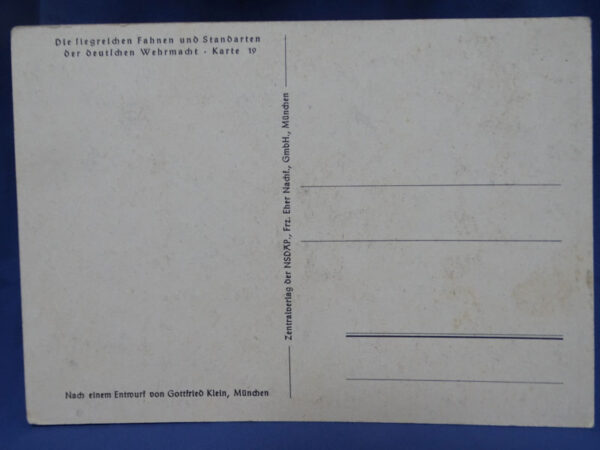 Die siegreichen Fahnen und Standarten
der deutschen Wehrmacht · Karte 19
Zentralverlag der NSDAP., Frz. Eher Nachf., GmbH., München
Nach einem Entwurf von Gottfried Klein, München